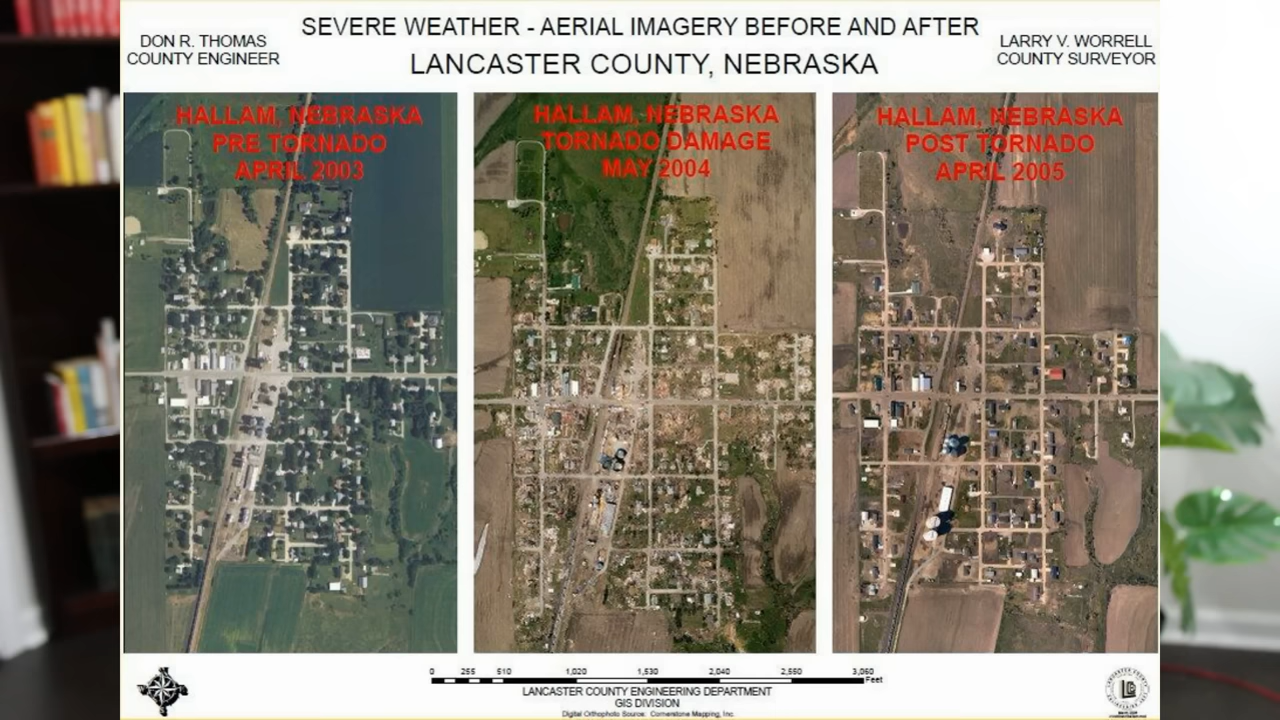 SEVERE WEATHER - AERIAL IMAGERY BEFORE AND AFTER
LANCASTER COUNTY, NEBRASKA
DON R. THOMAS
COUNTY ENGINEER
LARRY V. WORRELL
COUNTY SURVEYOR
HALLAM, NEBRASKA
PRE TORNADO
APRIL 2003
HALLAM, NEBRASKA
TORNADO DAMAGE
MAY 2004
HALLAM, NEBRASKA
POST TORNADO
APRIL 2005
0 255 510 1,020 1,530 2,040 2,550 3,060
Feet
LANCASTER COUNTY ENGINEERING DEPARTMENT
GIS DIVISION
Digital Orthophoto Source: Cornerstone Mapping, Inc.